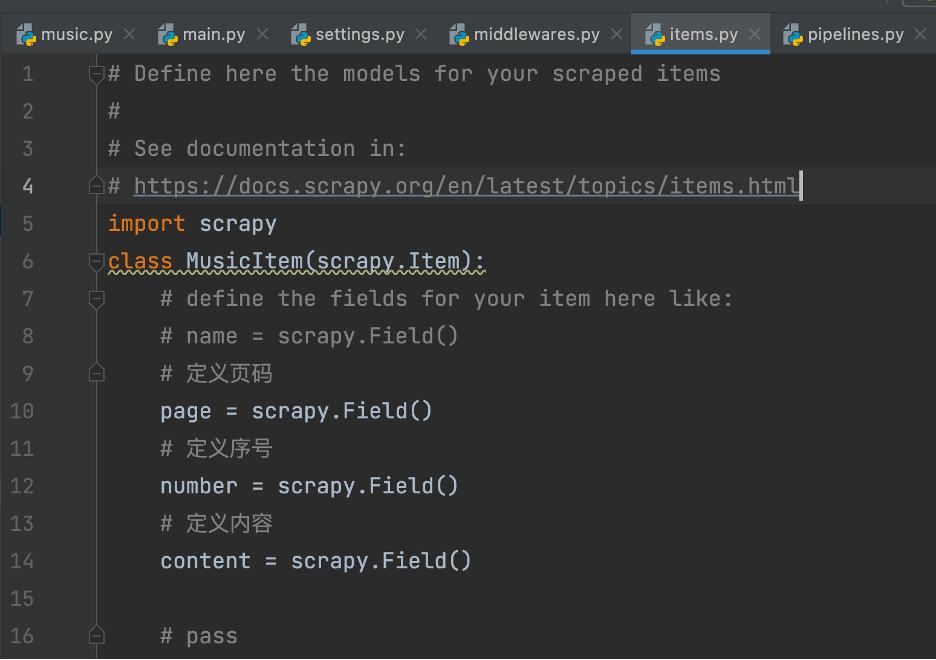 music.py main.py settings.py middlewares.py items.py pipelines.py
1 # Define here the models for your scraped items
2 #
3 # See documentation in:
4 # https://docs.scrapy.org/en/latest/topics/items.html
5 import scrapy
6 class MusicItem(scrapy.Item):
7 # define the fields for your item here like:
8 # name = scrapy.Field()
9 # 定义页码
10 page = scrapy.Field()
11 # 定义序号
12 number = scrapy.Field()
13 # 定义内容
14 content = scrapy.Field()
15
16 # pass